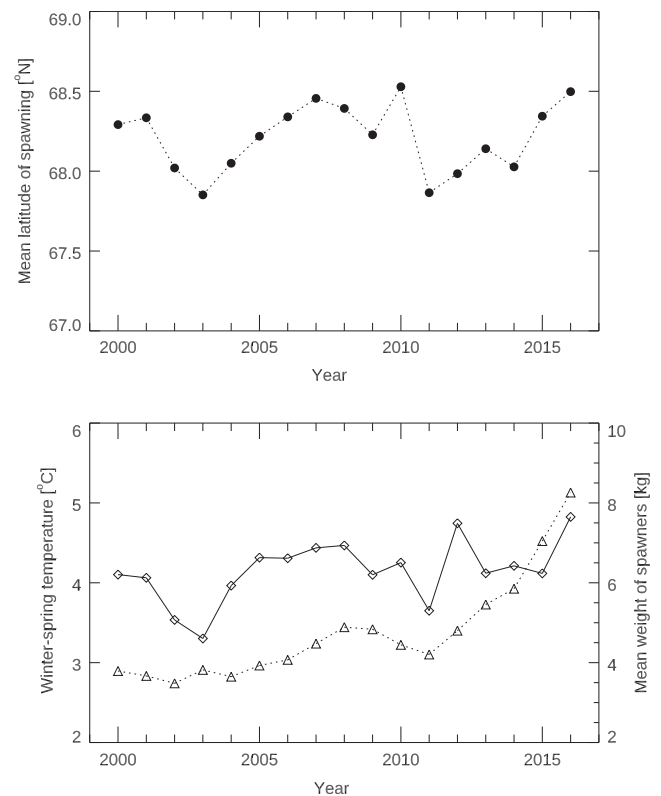 69.0
68.5
68.0
67.5
67.0
Mean latitude of spawning [°N]
2000 2005 2010 2015
Year
6
5
4
3
2
Winter-spring temperature [°C]
10
8
6
4
2
Mean weight of spawners [kg]
2000 2005 2010 2015
Year